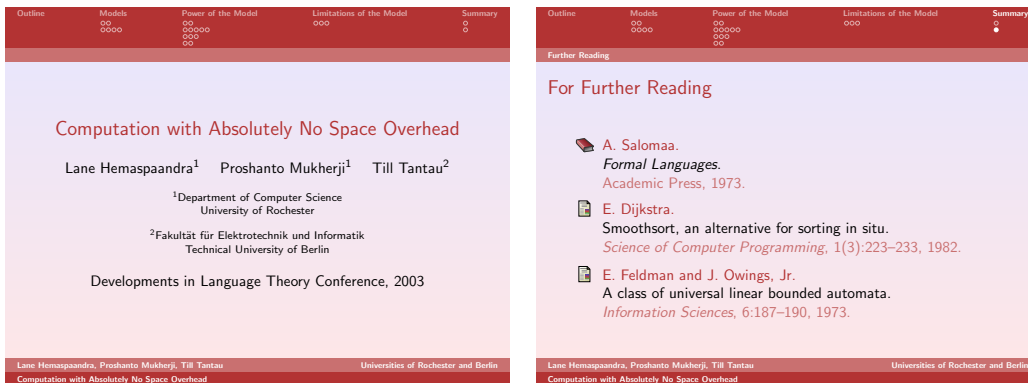 Outline Models Power of the Model Limitations of the Model Summary
Computation with Absolutely No Space Overhead
Lane Hemaspaandra1 Proshanto Mukherji1 Till Tantau2
1Department of Computer Science
University of Rochester
2Fakultät für Elektrotechnik und Informatik
Technical University of Berlin
Developments in Language Theory Conference, 2003
Lane Hemaspaandra, Proshanto Mukherji, Till Tantau Universities of Rochester and Berlin
Computation with Absolutely No Space Overhead
Outline Models Power of the Model Limitations of the Model Summary
Further Reading
For Further Reading
A. Salomaa.
Formal Languages.
Academic Press, 1973.
E. Dijkstra.
Smoothsort, an alternative for sorting in situ.
Science of Computer Programming, 1(3):223–233, 1982.
E. Feldman and J. Owings, Jr.
A class of universal linear bounded automata.
Information Sciences, 6:187–190, 1973.
Lane Hemaspaandra, Proshanto Mukherji, Till Tantau Universities of Rochester and Berlin
Computation with Absolutely No Space Overhead